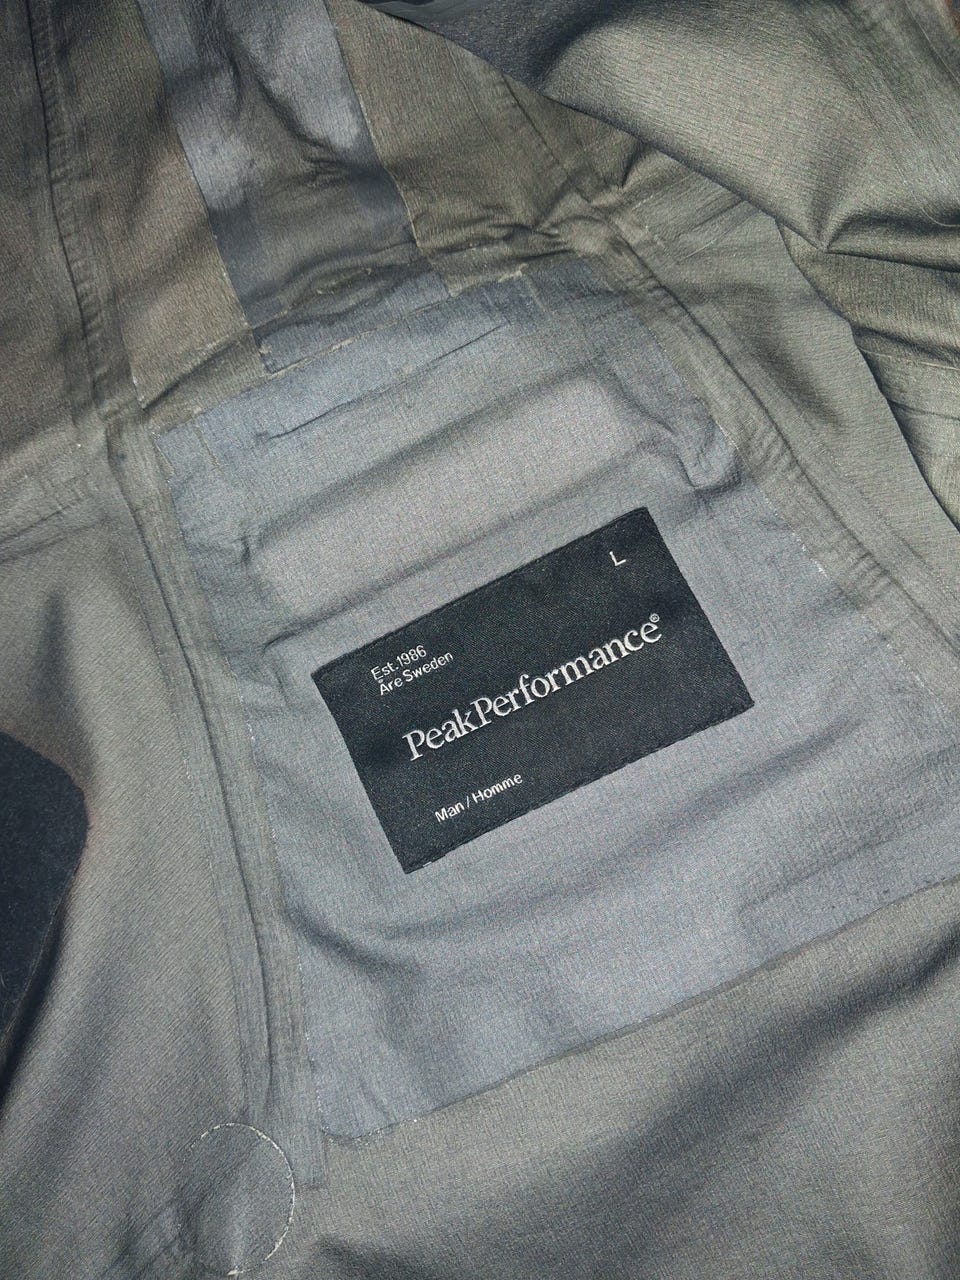 L
Est. 1986
Åre Sweden
PeakPerformance®
Man / Homme